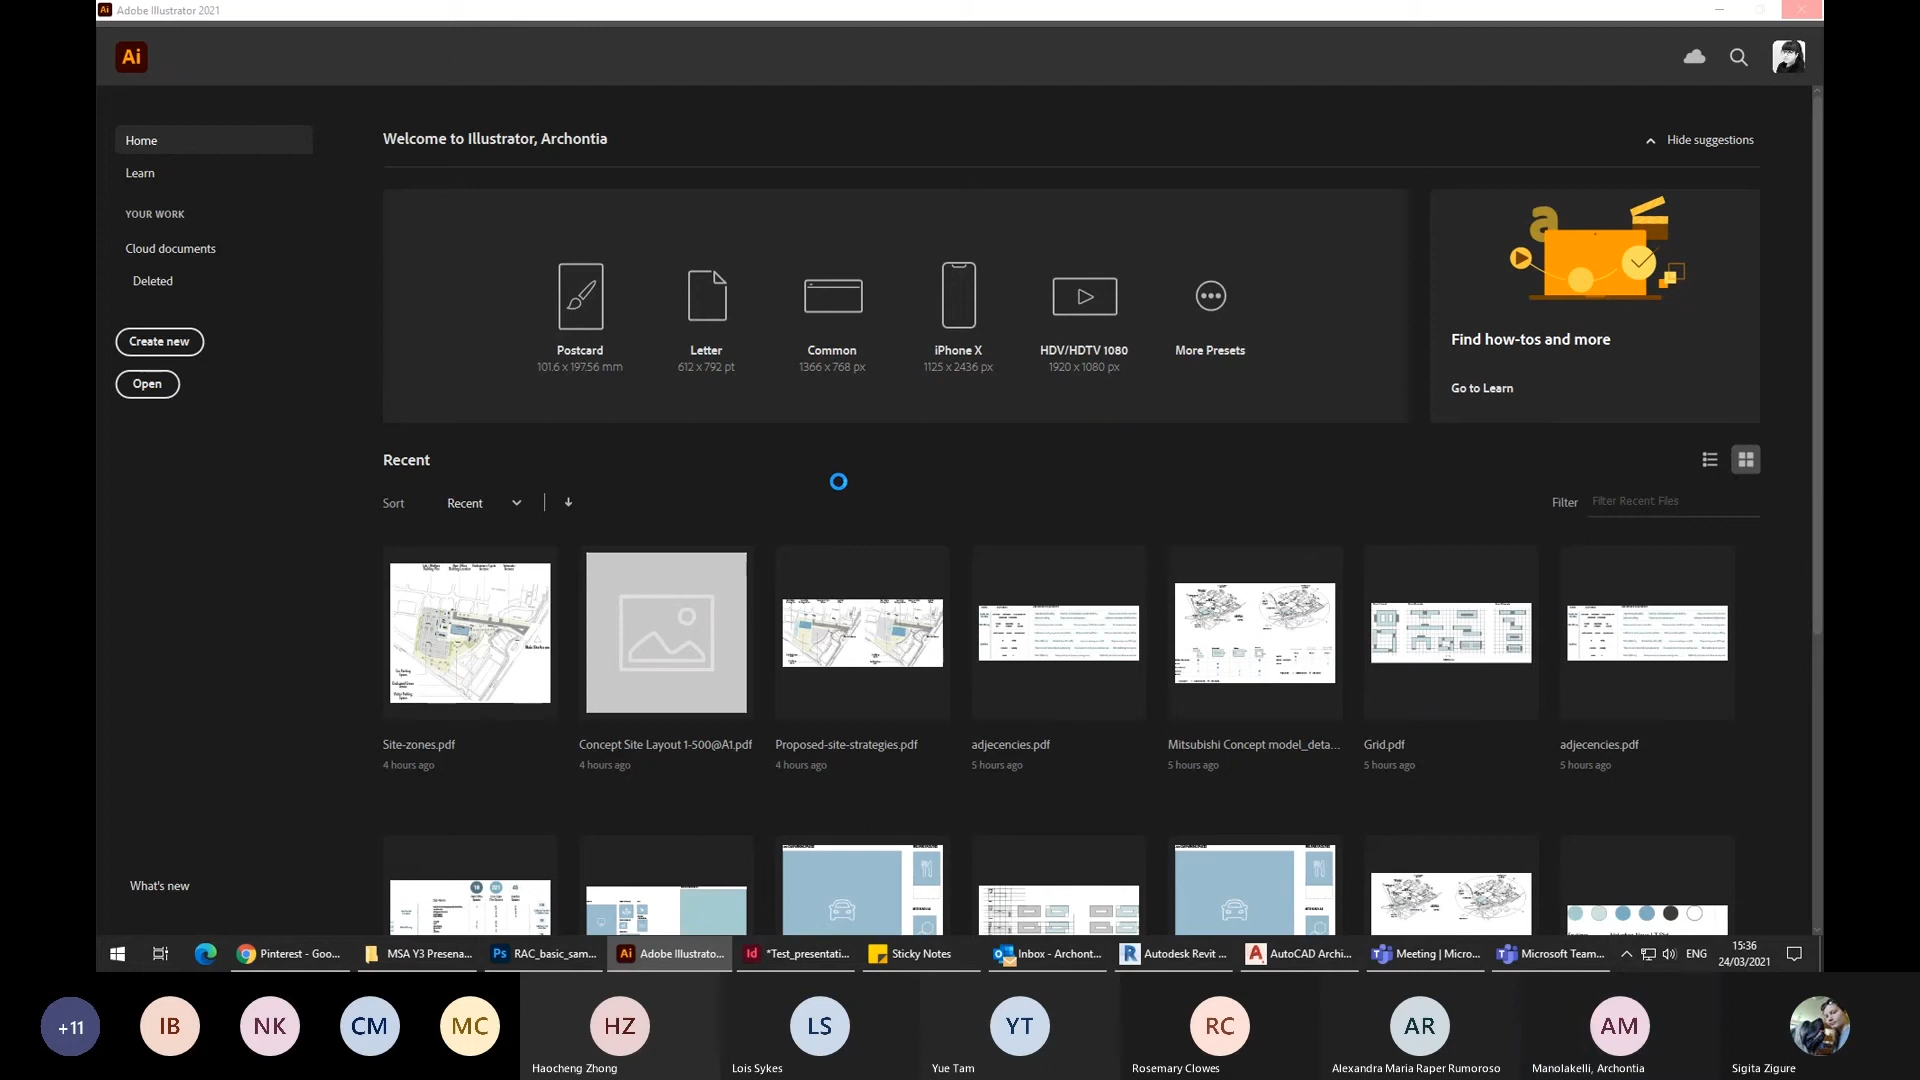 Ai Adobe Illustrator 2021
Ai
Home
Learn
YOUR WORK
Cloud documents
Deleted
Create new
Open
What's new
Welcome to Illustrator, Archontia
Hide suggestions
Postcard
101.6 x 197.56 mm
Letter
612 x 792 pt
Common
1366 x 768 px
iPhone X
1125 x 2436 px
HDV/HDTV 1080
1920 x 1080 px
More Presets
a
Find how-tos and more
Go to Learn
Recent
Sort Recent
Filter Filter Recent Files
Site-zones.pdf
4 hours ago
Concept Site Layout 1-500@A1.pdf
4 hours ago
Proposed-site-strategies.pdf
4 hours ago
adjecencies.pdf
5 hours ago
Mitsubishi Concept model_deta...
5 hours ago
Grid.pdf
5 hours ago
adjecencies.pdf
5 hours ago
Pinterest - Goo...
MSA Y3 Presena...
Ps RAC_basic_sam...
Ai Adobe Illustrato...
Id *Test_presentati...
Sticky Notes
Inbox - Archont...
R Autodesk Revit ...
A AutoCAD Archi...
Meeting | Micro...
Microsoft Team...
ENG
15:36
24/03/2021
+11
IB
NK
CM
MC
HZ
Haocheng Zhong
LS
Lois Sykes
YT
Yue Tam
RC
Rosemary Clowes
AR
Alexandra Maria Raper Rumoroso
AM
Manolakelli, Archontia
Sigita Zigure